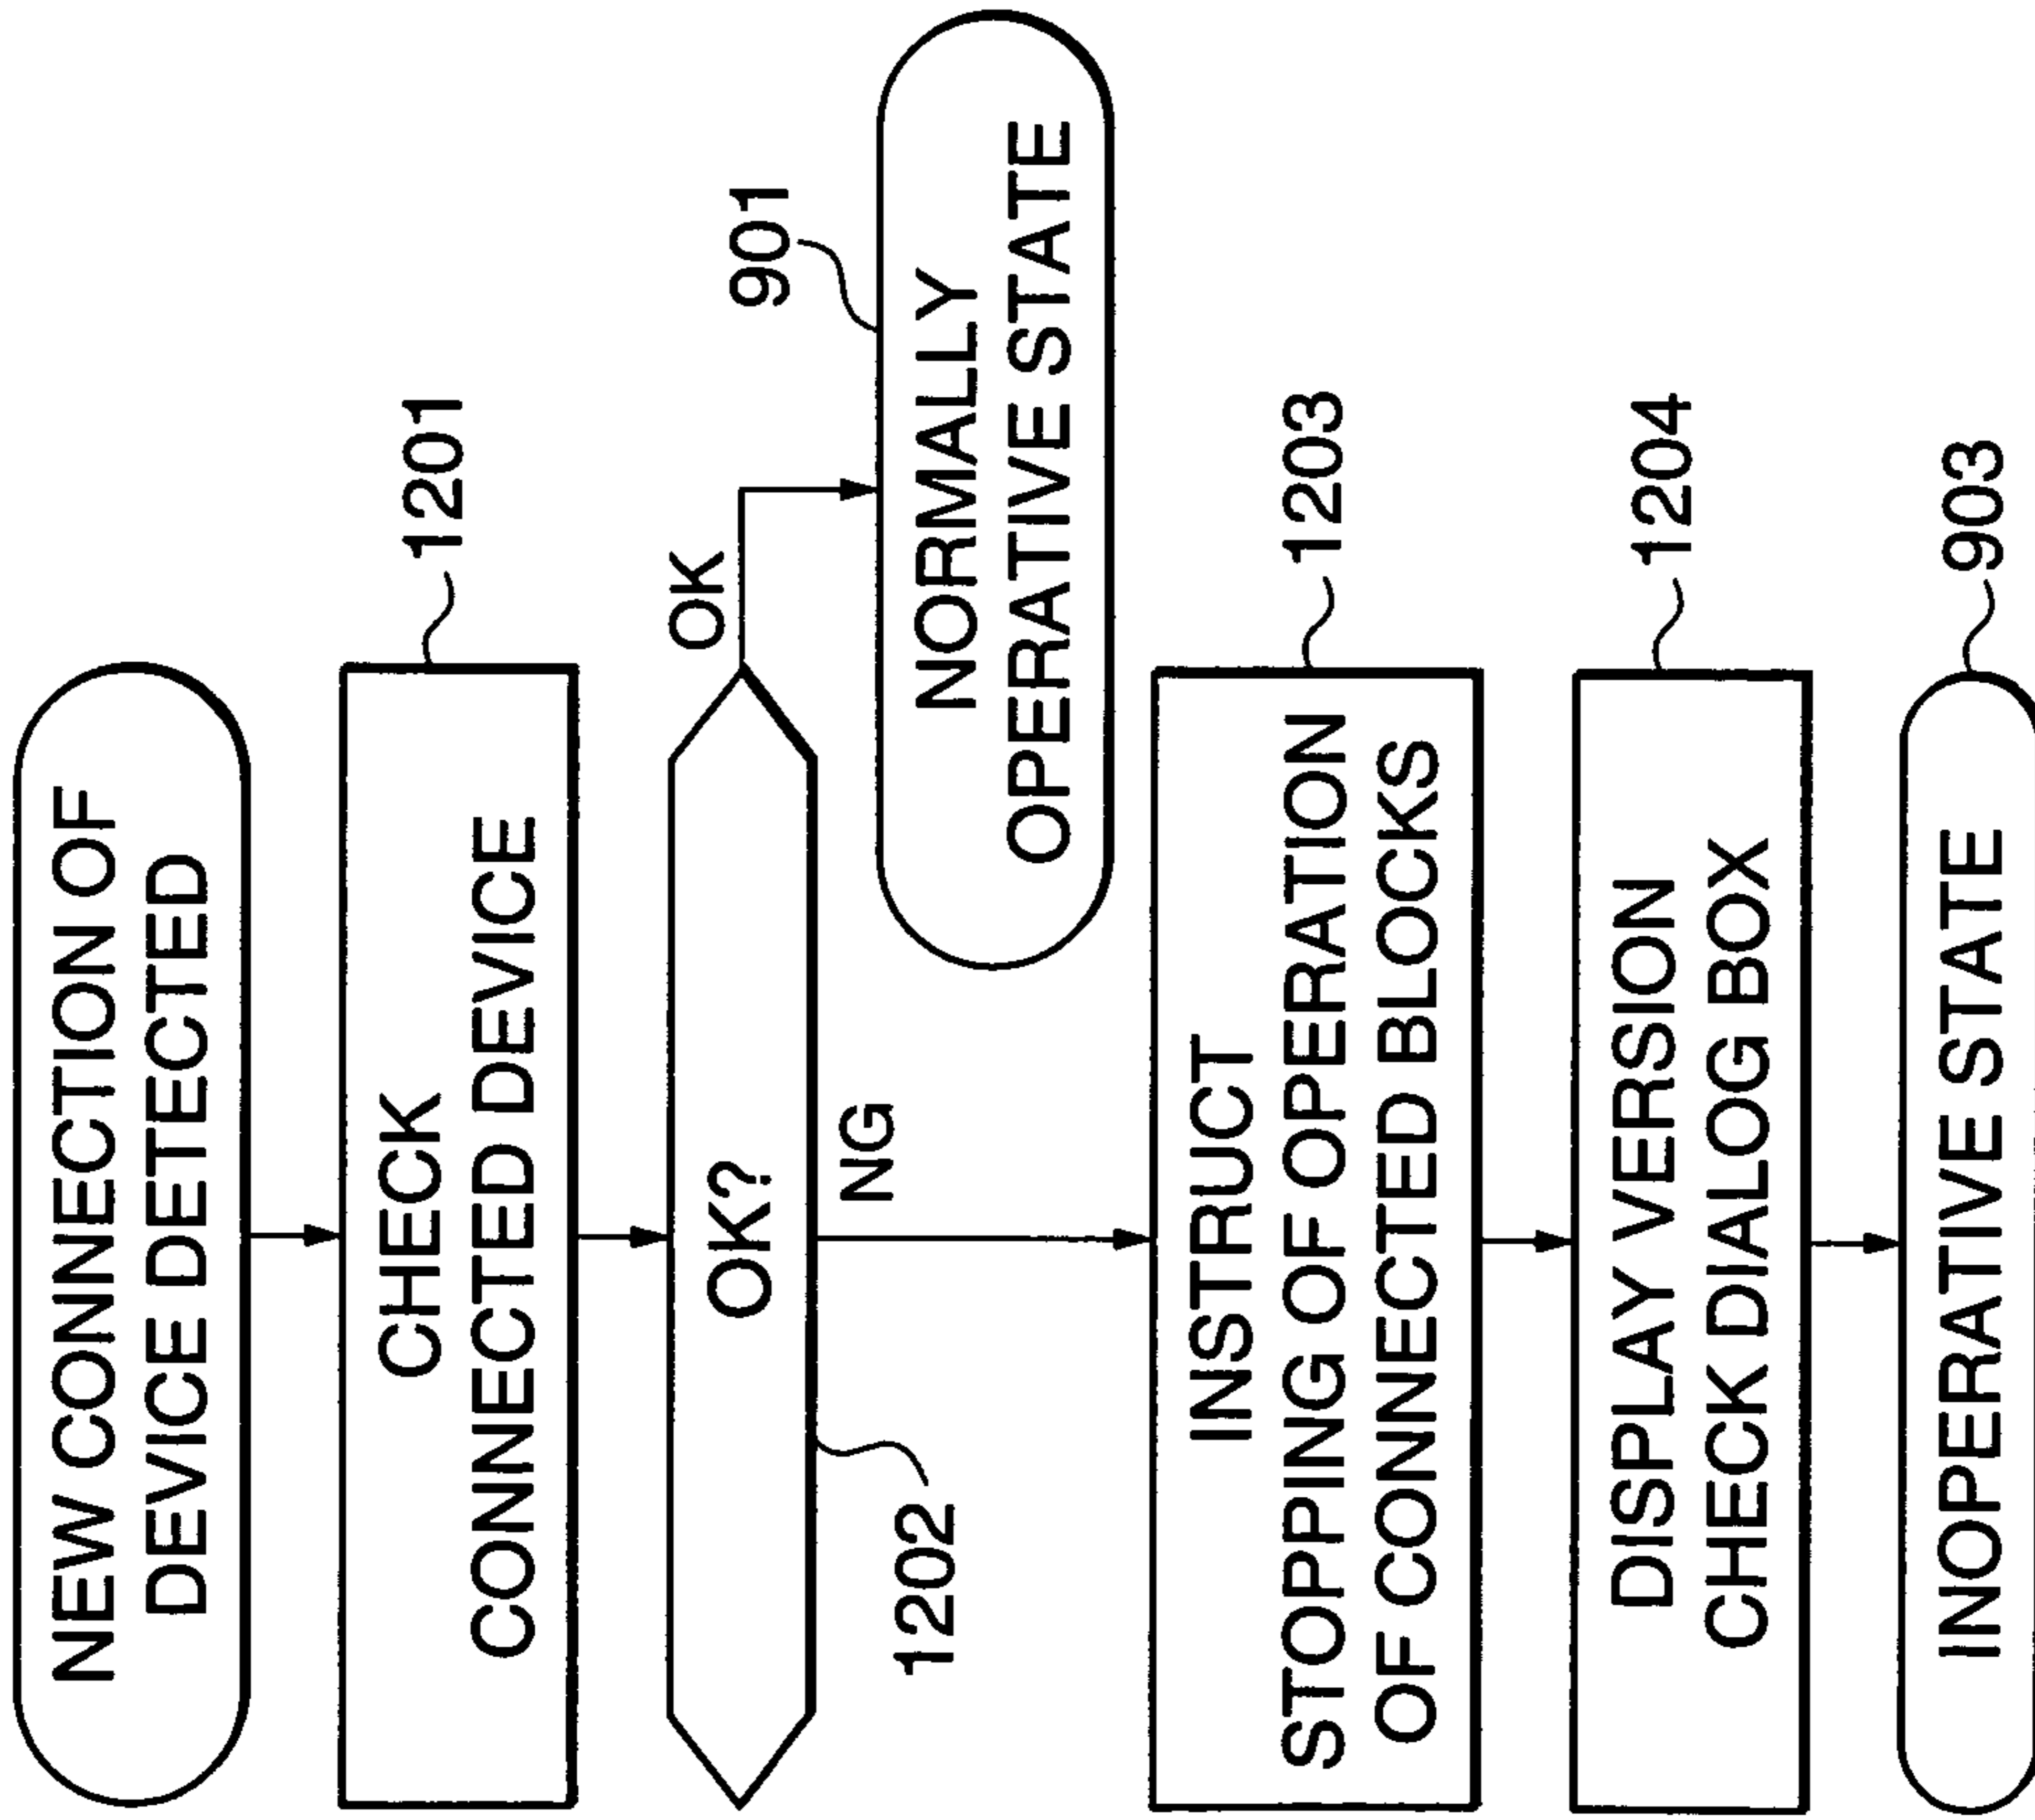 NEW CONNECTION OF
DEVICE DETECTED
1201
CHECK
CONNECTED DEVICE
OK?
OK
1202
NG
901
NORMALLY
OPERATIVE STATE
1203
INSTRUCT
STOPPING OF OPERATION
OF CONNECTED BLOCKS
1204
DISPLAY VERSION
CHECK DIALOG BOX
903
INOPERATIVE STATE